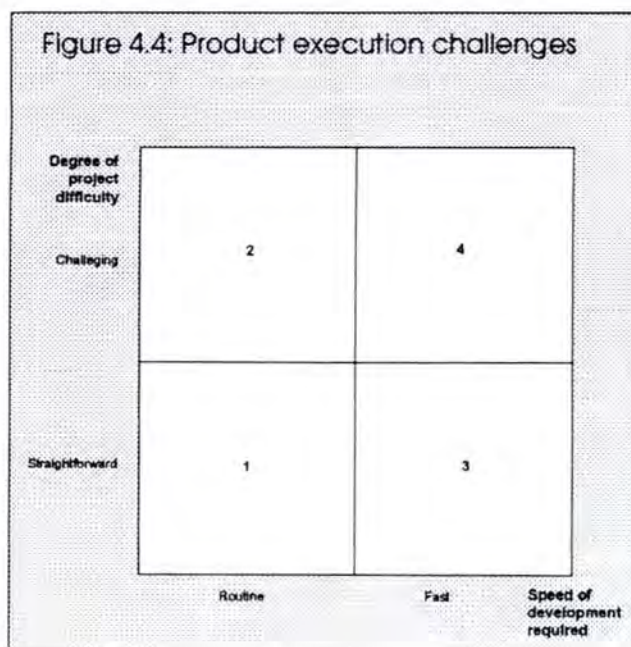 Figure 4.4: Product execution challenges
Degree of
project
difficulty
Challeging
2
4
Straightforward
1
3
Routine
Fast
Speed of
development
required